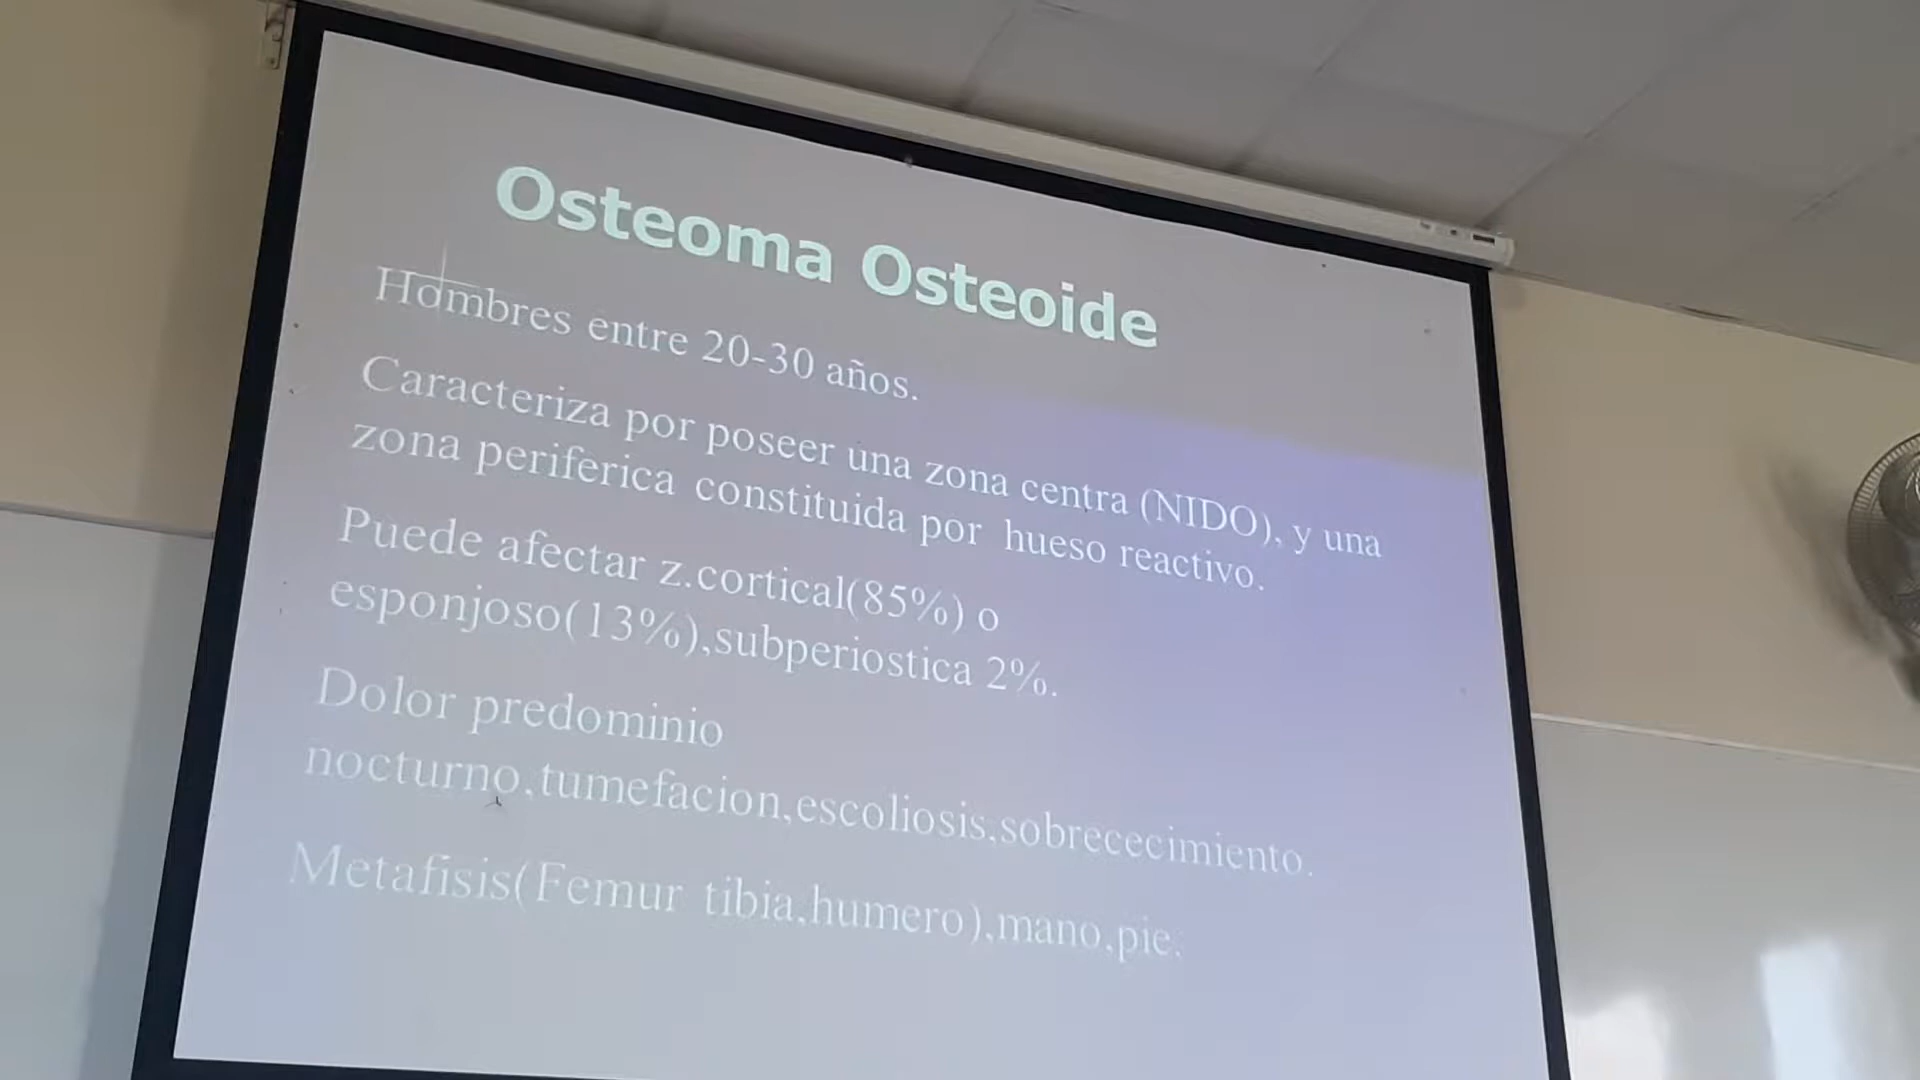 Osteoma Osteoide
Hombres entre 20-30 años.
Caracteriza por poseer una zona centra (NIDO), y una
zona periferica constituida por hueso reactivo.
Puede afectar z.cortical(85%) o
esponjoso(13%),subperiostica 2%.
Dolor predominio
nocturno,tumefacion,escoliosis,sobrececimiento.
Metafisis(Femur tibia,humero),mano,pie.